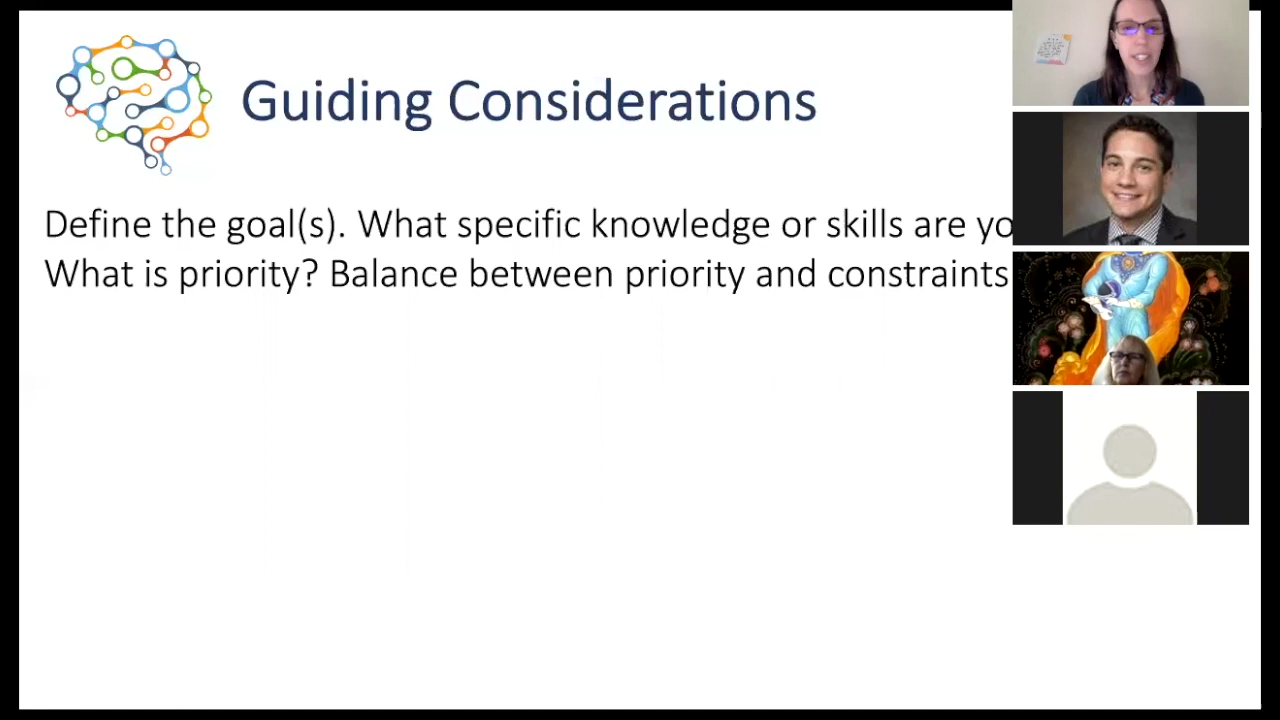 Guiding Considerations
Define the goal(s). What specific knowledge or skills are yo
What is priority? Balance between priority and constraints